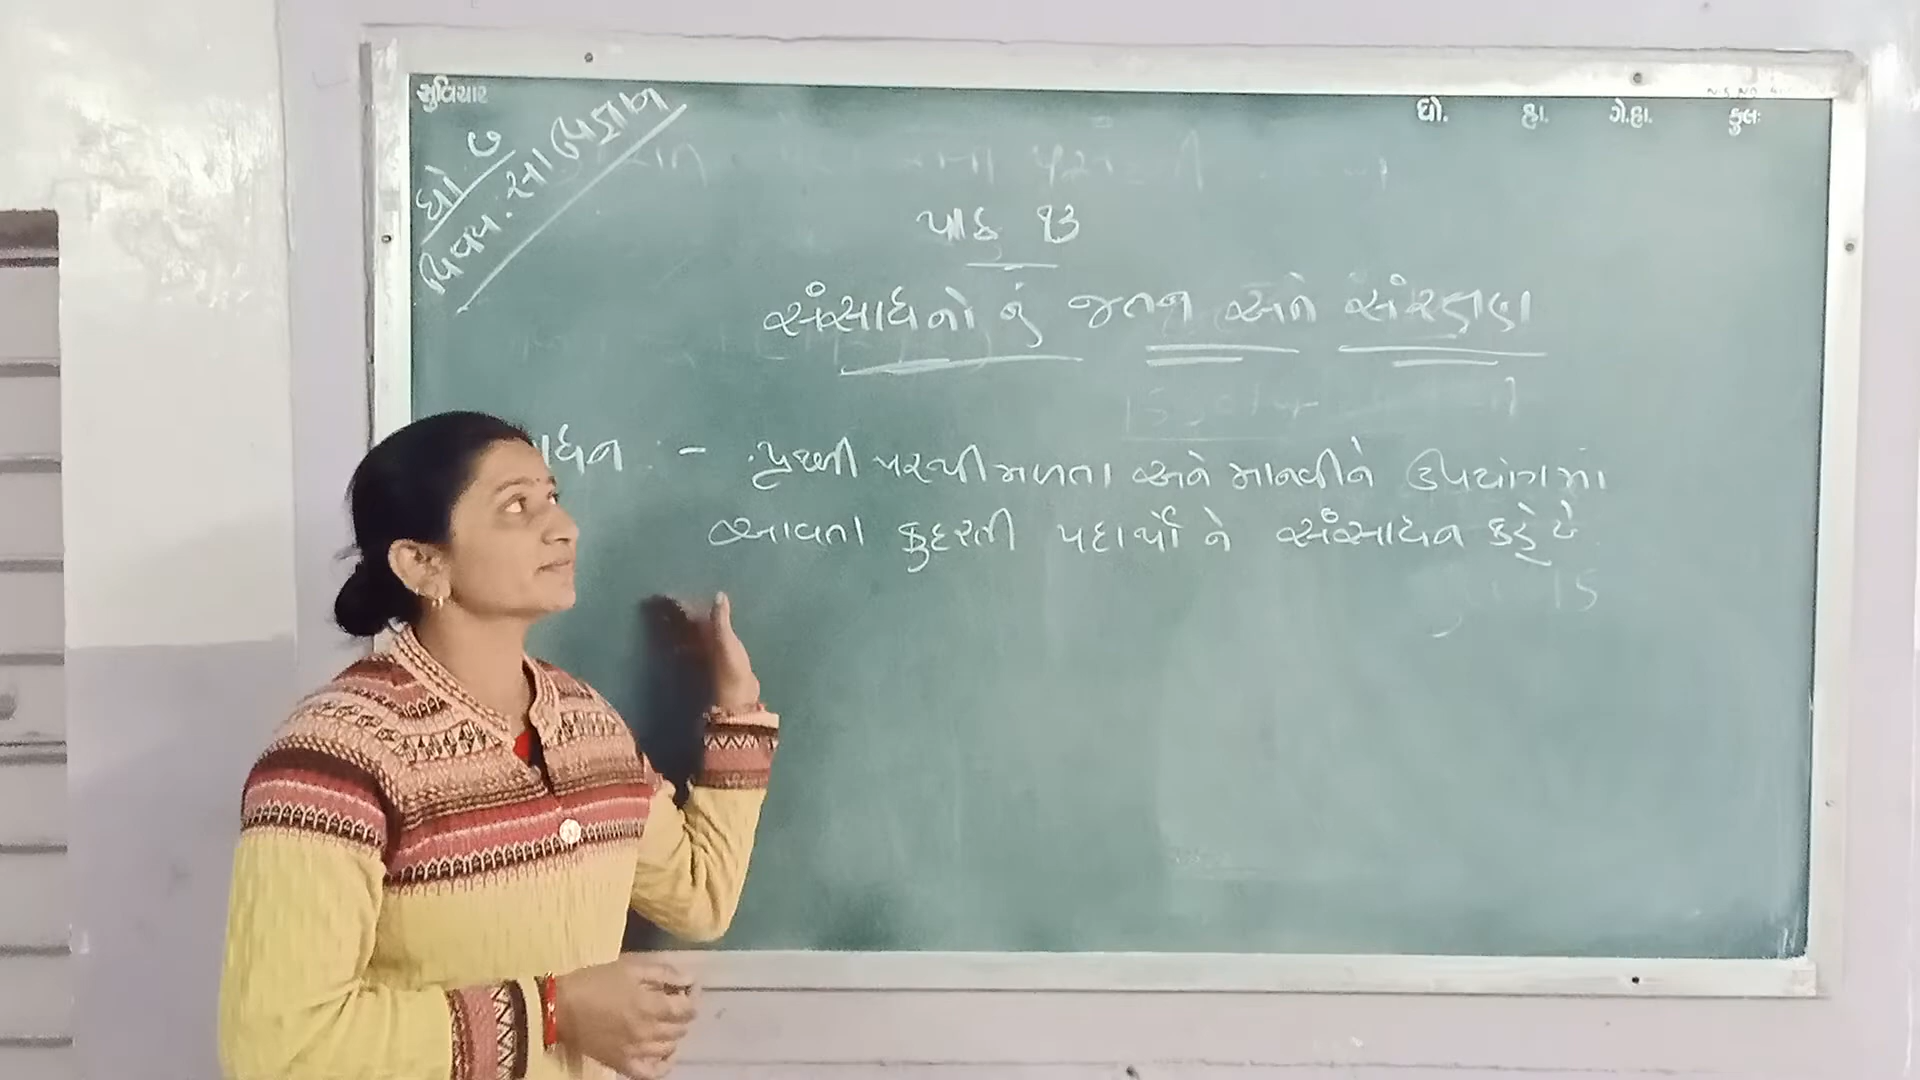 સુવિચાર
ધો. હા. ગે.હા. કુલઃ
ધો ૭
વિષય. સા વિજ્ઞાન
પાઠ ૧૩
સંસાધનો નું જતન અને સંરક્ષણ
ાધન :- પૃથ્વી પરથી મળતા અને માનવીને ઉપયોગમાં
આવતા કુદરતી પદાર્થો ને સંસાધન કહે છે